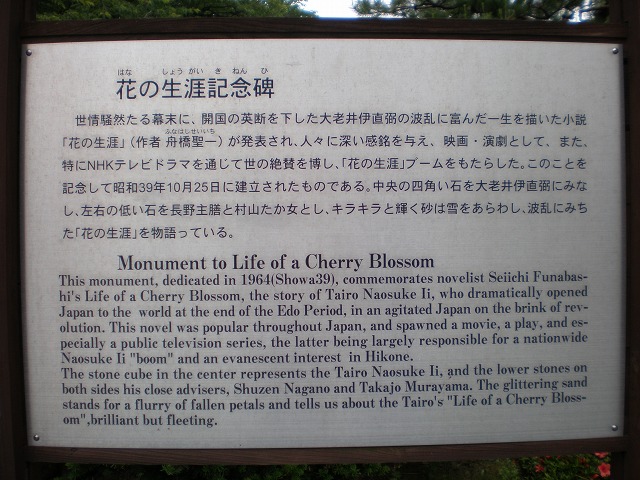 はな しょうがい き ねん ひ
花の生涯記念碑
世情騒然たる幕末に、開国の英断を下した大老井伊直弼の波乱に富んだ一生を描いた小説
ふなはしせいいち
「花の生涯」(作者 舟橋聖一)が発表され、人々に深い感銘を与え、映画・演劇として、また、
特にNHKテレビドラマを通じて世の絶賛を博し、「花の生涯」ブームをもたらした。このことを
記念して昭和39年10月25日に建立されたものである。中央の四角い石を大老井伊直弼にみな
し、左右の低い石を長野主膳と村山たか女とし、キラキラと輝く砂は雪をあらわし、波乱にみち
た「花の生涯」を物語っている。
Monument to Life of a Cherry Blossom
This monument, dedicated in 1964(Showa39), commemorates novelist Seiichi Funabas-
hi's Life of a Cherry Blossom, the story of Tairo Naosuke Ii, who dramatically opened
Japan to the world at the end of the Edo Period, in an agitated Japan on the brink of rev-
olution. This novel was popular throughout Japan, and spawned a movie, a play, and es-
pecially a public television series, the latter being largely responsible for a nationwide
Naosuke Ii "boom" and an evanescent interest in Hikone.
The stone cube in the center represents the Tairo Naosuke Ii, and the lower stones on
both sides his close advisers, Shuzen Nagano and Takajo Murayama. The glittering sand
stands for a flurry of fallen petals and tells us about the Tairo's "Life of a Cherry Bloss-
om",brilliant but fleeting.